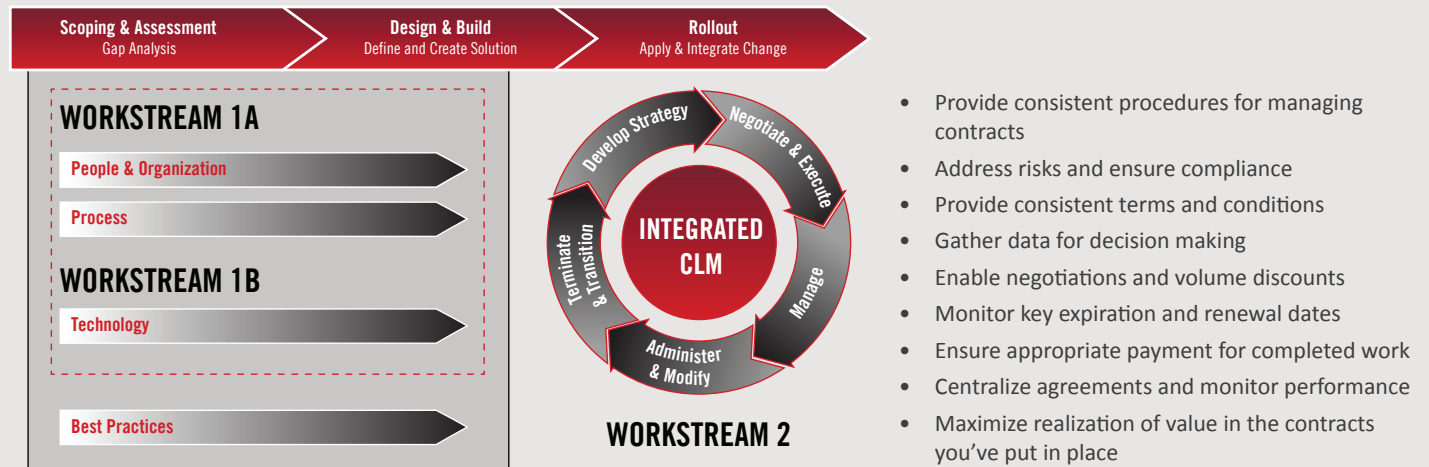 Scoping & Assessment
Gap Analysis
Design & Build
Define and Create Solution
Rollout
Apply & Integrate Change
WORKSTREAM 1A
People & Organization
Process
WORKSTREAM 1B
Technology
Best Practices
Develop Strategy
Negotiate & Execute
Manage
Administer
& Modify
Terminate
& Transition
INTEGRATED
CLM
WORKSTREAM 2
• Provide consistent procedures for managing
contracts
• Address risks and ensure compliance
• Provide consistent terms and conditions
• Gather data for decision making
• Enable negotiations and volume discounts
• Monitor key expiration and renewal dates
• Ensure appropriate payment for completed work
• Centralize agreements and monitor performance
• Maximize realization of value in the contracts
you’ve put in place